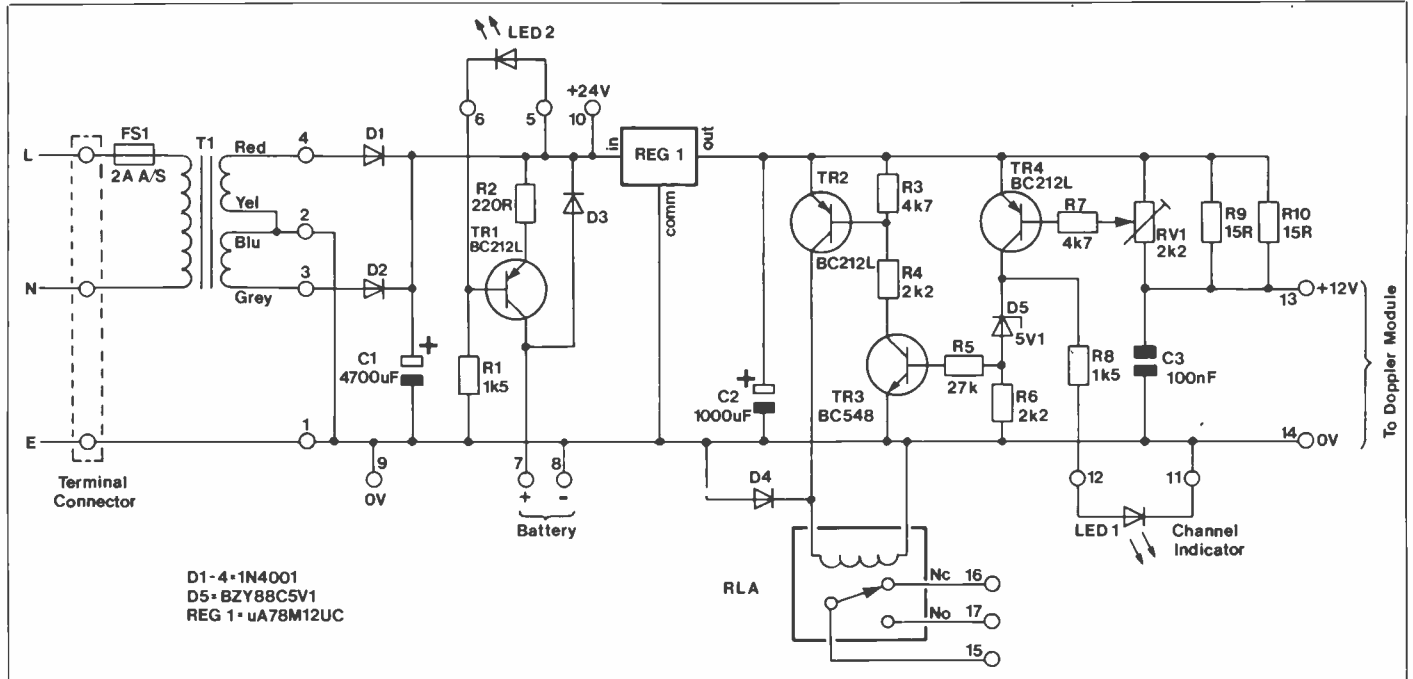 LED 2
6
5
+24V
10
in
REG 1
out
comm
L
FS1
2A A/S
T1
Red
4
D1
Yel
2
Blu
3
Grey
D2
N
R2
220R
D3
TR1
BC212L
C1
+
4700uF
R1
1k5
E
1
9
0V
7
8
+
-
Battery
Terminal
Connector
TR2
BC212L
R3
4k7
R4
2k2
TR3
BC548
C2
+
1000uF
R5
27k
TR4
BC212L
R7
4k7
RV1
2k2
R9
15R
R10
15R
D5
5V1
R6
2k2
R8
1k5
C3
100nF
13
+12V
14
0V
To Doppler Module
12
11
LED 1
Channel
Indicator
D4
RLA
Nc
16
No
17
15
D1-4=1N4001
D5=BZY88C5V1
REG 1=uA78M12UC